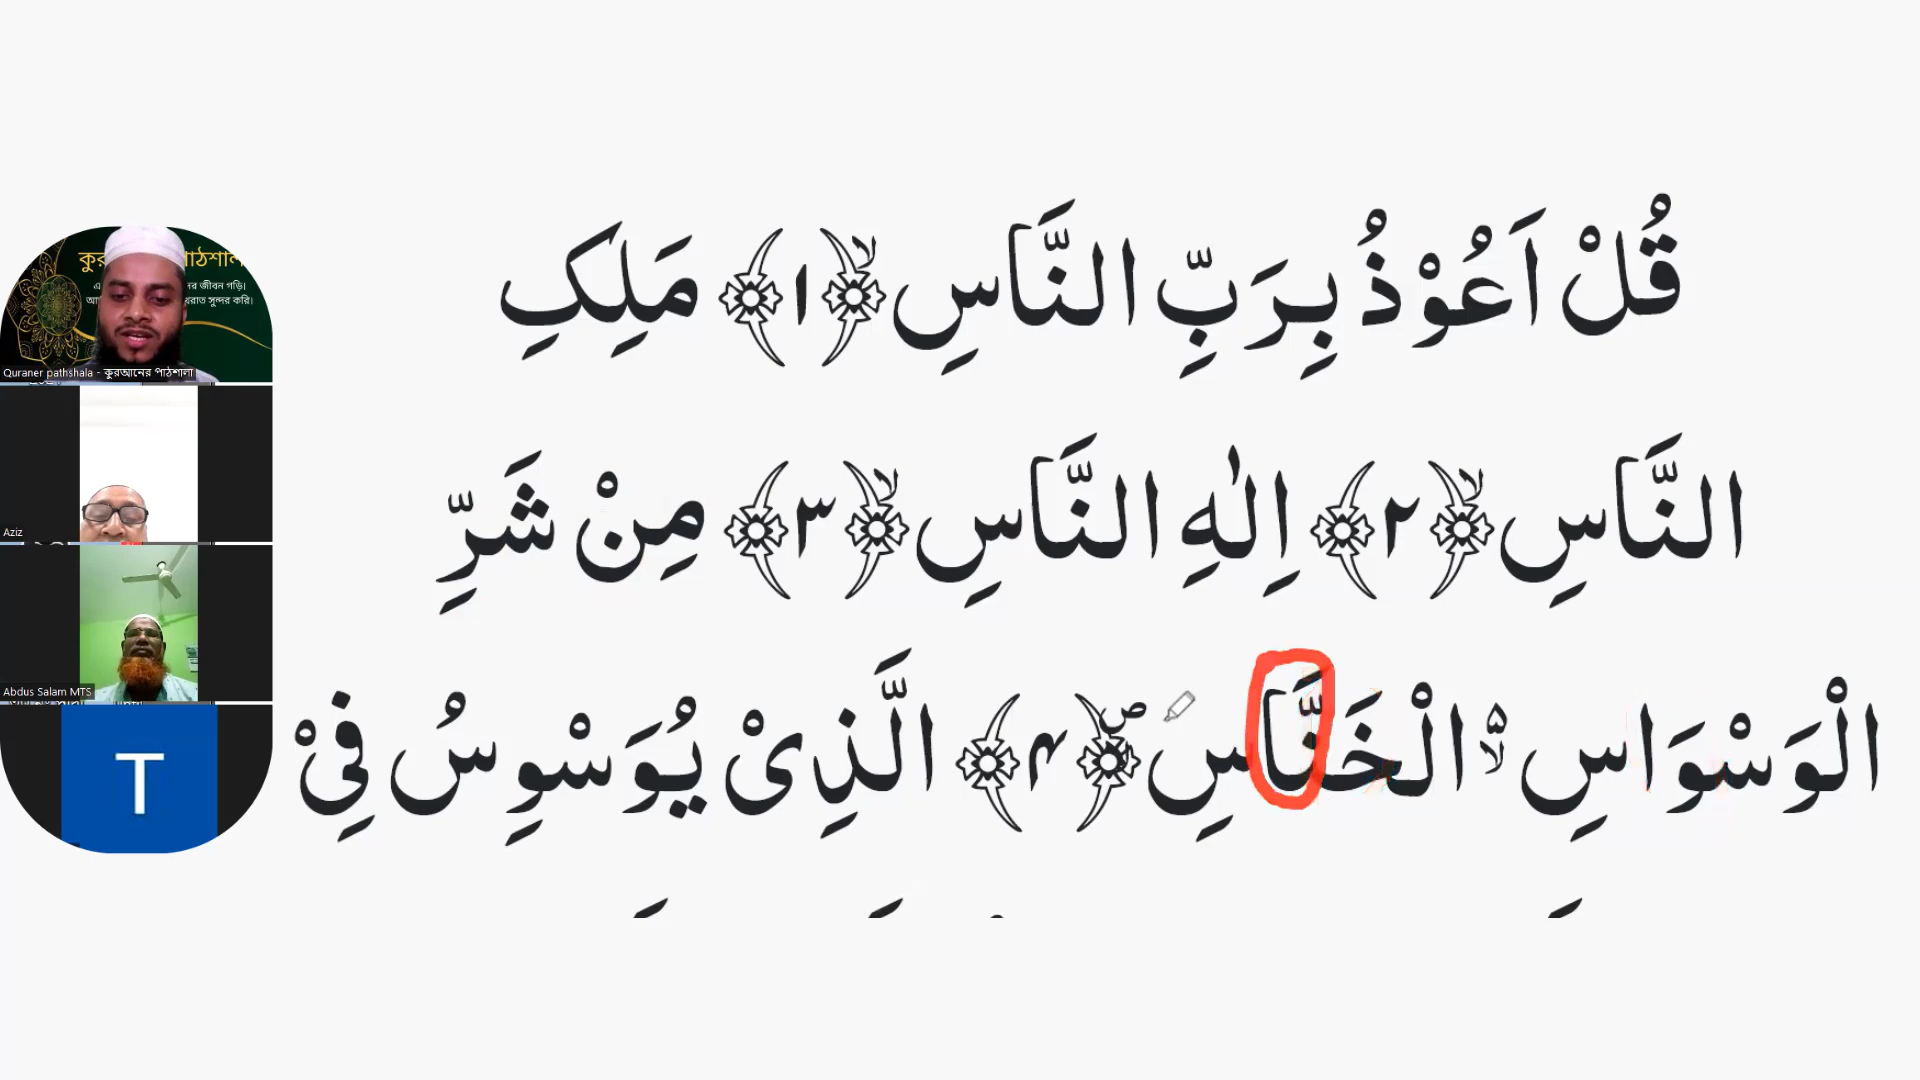 قُلْ اَعُوْذُ بِرَبِّ النَّاسِ ۙ﴿۱﴾ مَلِكِ
النَّاسِ ۙ﴿۲﴾ اِلٰهِ النَّاسِ ۙ﴿۳﴾ مِنْ شَرِّ
الْوَسْوَاسِ ۬ۙ الْخَنَّاسِ ۪ۙ﴿۴﴾ الَّذِیْ یُوَسْوِسُ فِیْ
Quraner pathshala - কুরআনের পাঠশালা
Aziz
Abdus Salam MTS
T